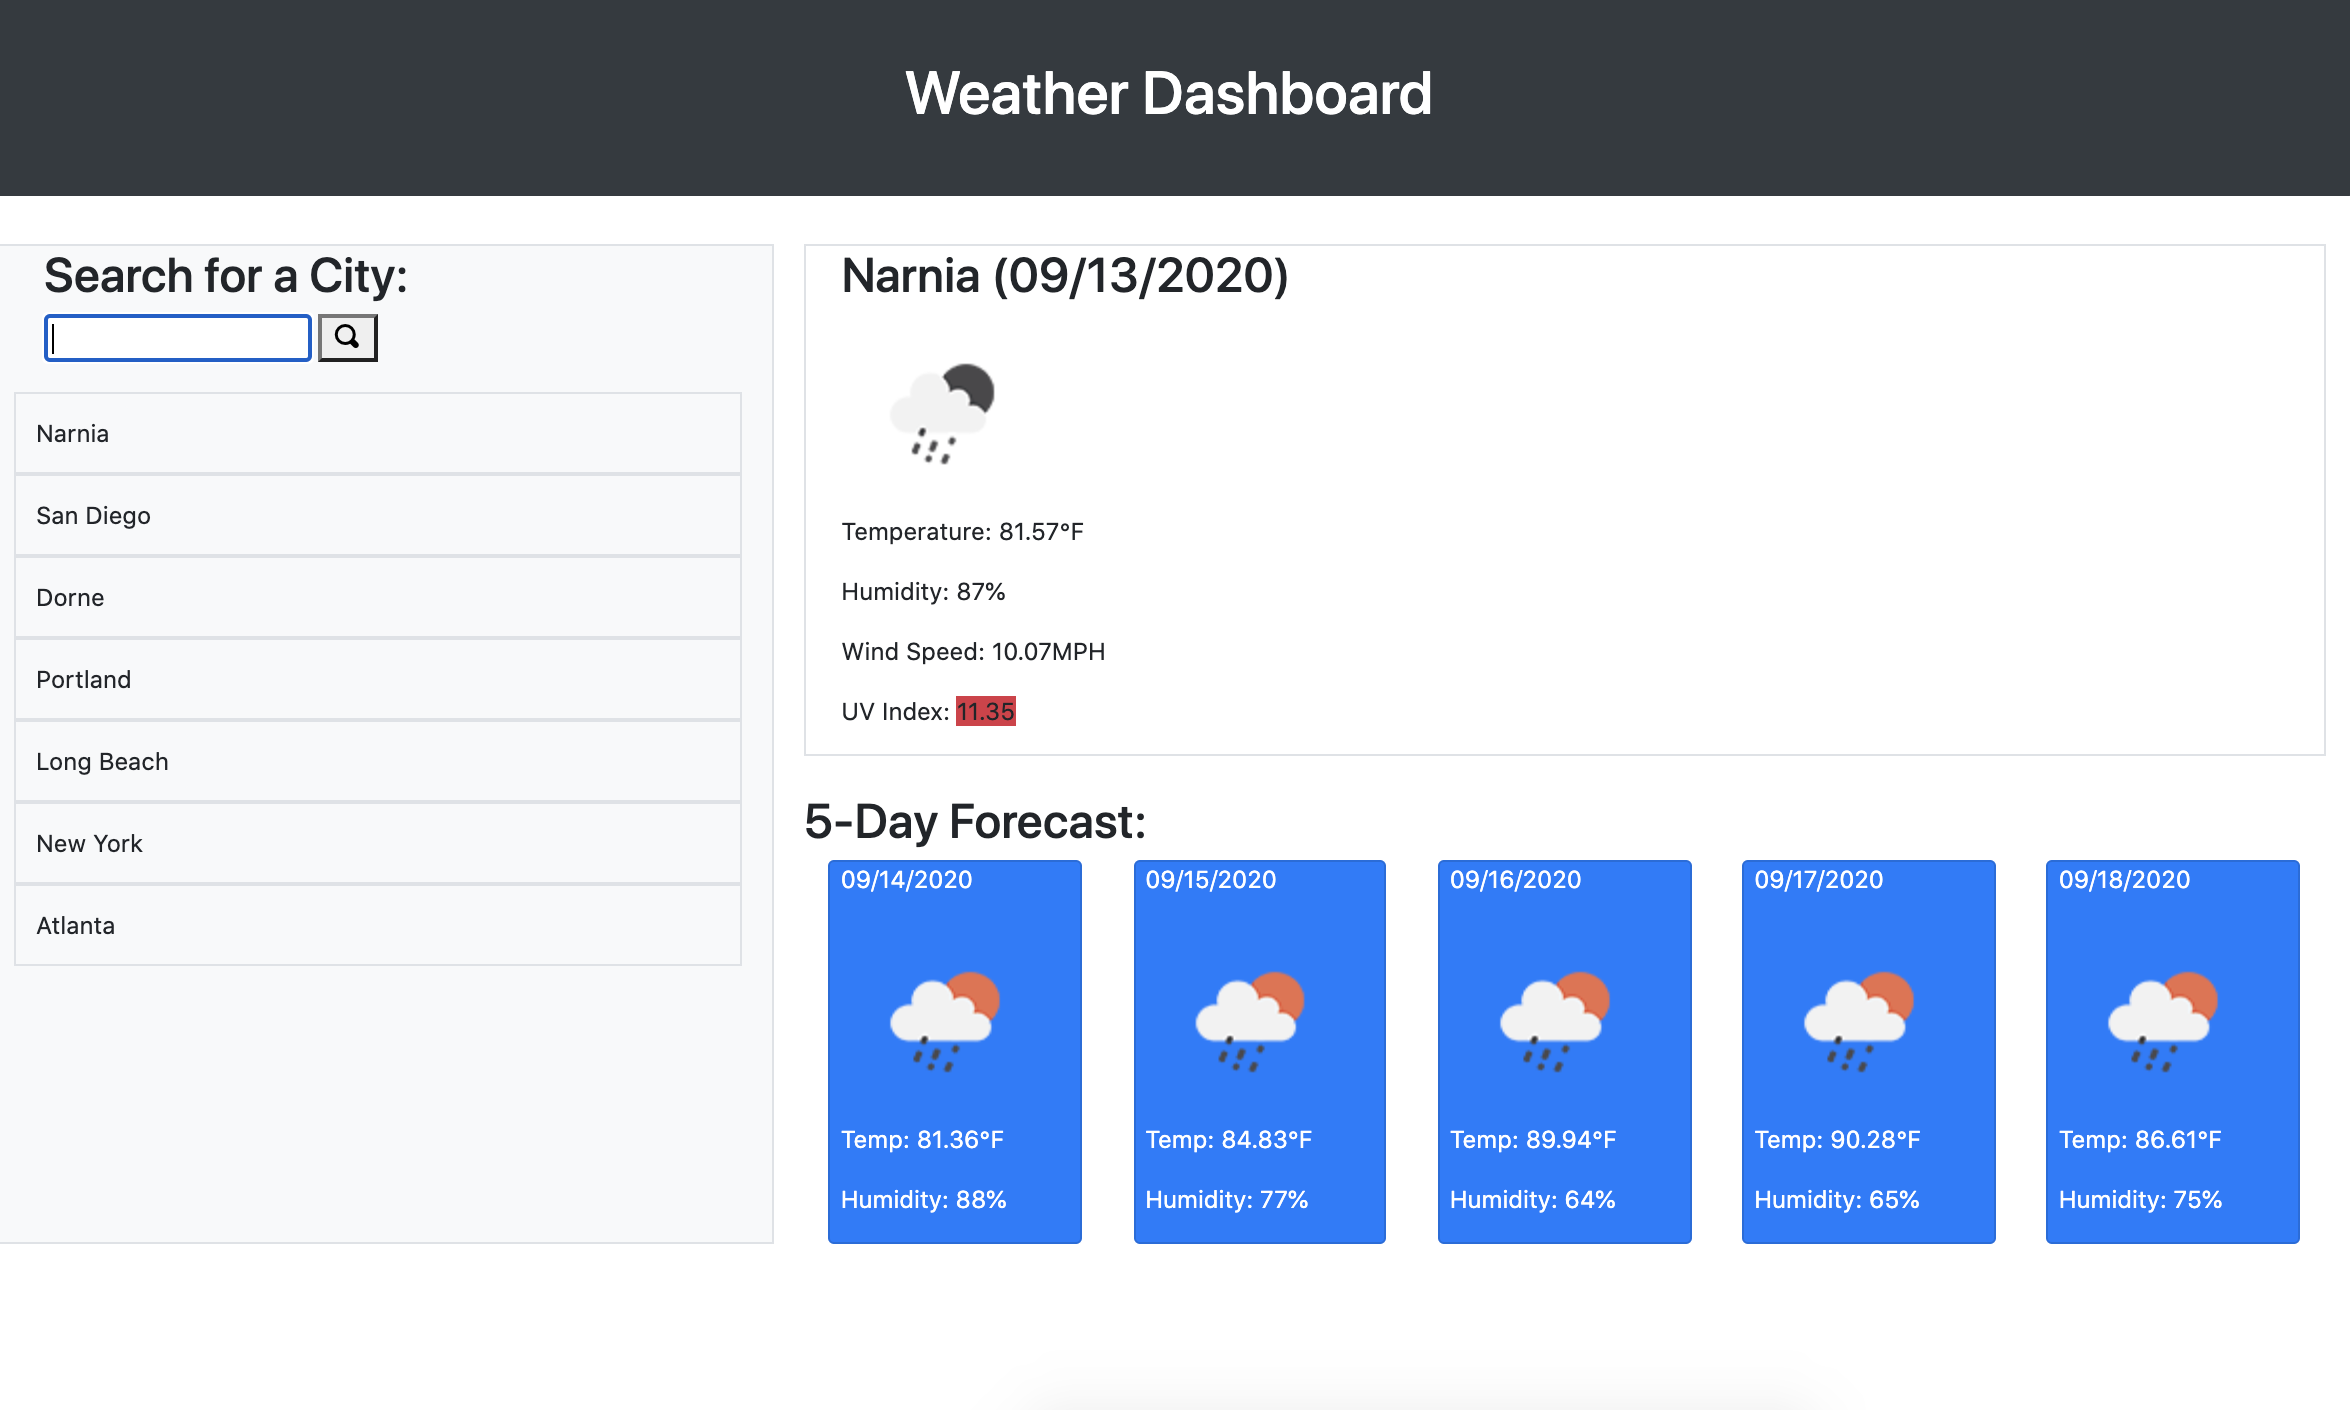 Weather Dashboard
Search for a City:
Narnia
San Diego
Dorne
Portland
Long Beach
New York
Atlanta
Narnia (09/13/2020)
Temperature: 81.57°F
Humidity: 87%
Wind Speed: 10.07MPH
UV Index: 11.35
5-Day Forecast:
09/14/2020
Temp: 81.36°F
Humidity: 88%
09/15/2020
Temp: 84.83°F
Humidity: 77%
09/16/2020
Temp: 89.94°F
Humidity: 64%
09/17/2020
Temp: 90.28°F
Humidity: 65%
09/18/2020
Temp: 86.61°F
Humidity: 75%